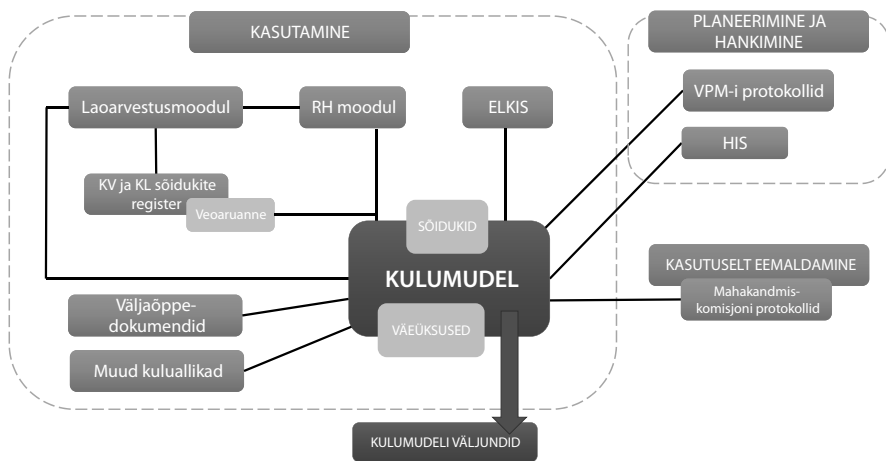 KASUTAMINE
PLANEERIMINE JA
HANKIMINE
Laoarvestusmoodul
RH moodul
ELKIS
VPM-i protokollid
HIS
KV ja KL sõidukite
register
Veoaruanne
SÕIDUKID
KULUMUDEL
VÄEÜKSUSED
KASUTUSELT EEMALDAMINE
Mahakandmis-
komisjoni protokollid
Väljaõppe-
dokumendid
Muud kuluallikad
KULUMUDELI VÄLJUNDID